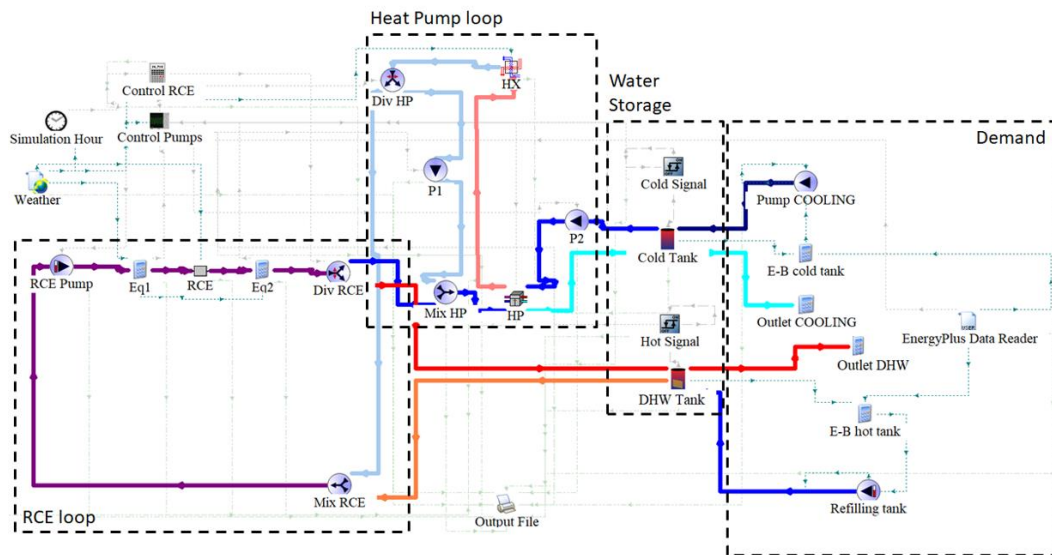 Heat Pump loop
Water
Storage
Demand
Control RCE
Div HP
HX
Simulation Hour
Control Pumps
P1
Cold Signal
Weather
Pump COOLING
P2
Cold Tank
E-B cold tank
RCE Pump
Eq1
RCE
Eq2
Div RCE
Mix HP
HP
Outlet COOLING
Hot Signal
EnergyPlus Data Reader
Outlet DHW
DHW Tank
E-B hot tank
Mix RCE
Output File
Refilling tank
RCE loop